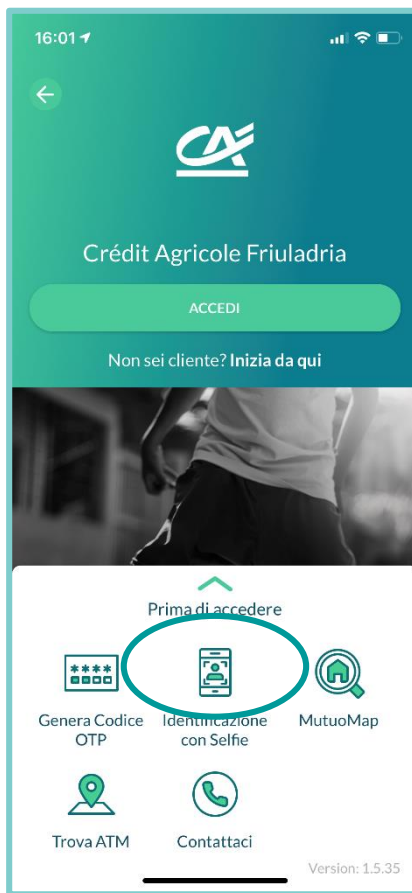 16:01
Crédit Agricole Friuladria
ACCEDI
Non sei cliente? Inizia da qui
Prima di accedere
****
Genera Codice
OTP
Identificazione
con Selfie
MutuoMap
Trova ATM
Contattaci
Version: 1.5.35